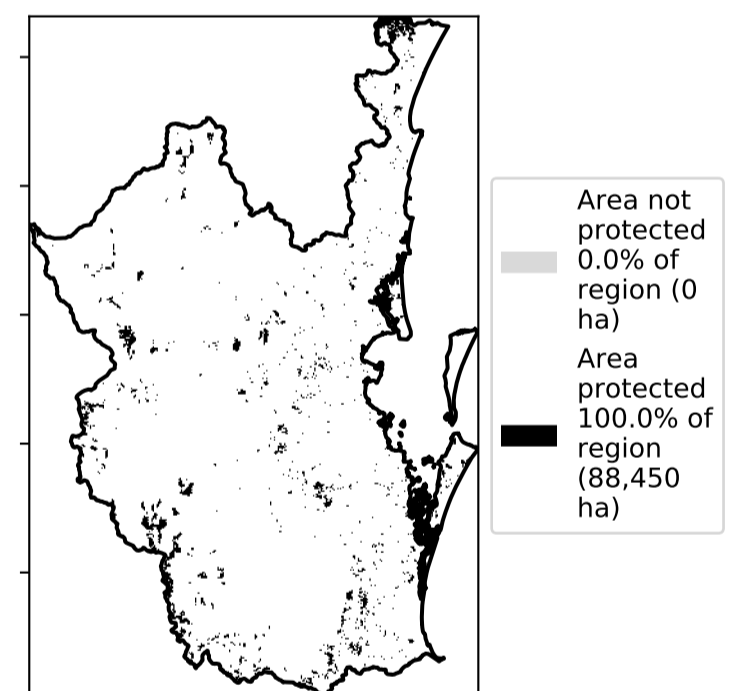 Area not
protected
0.0% of
region (0
ha)
Area
protected
100.0% of
region
(88,450
ha)